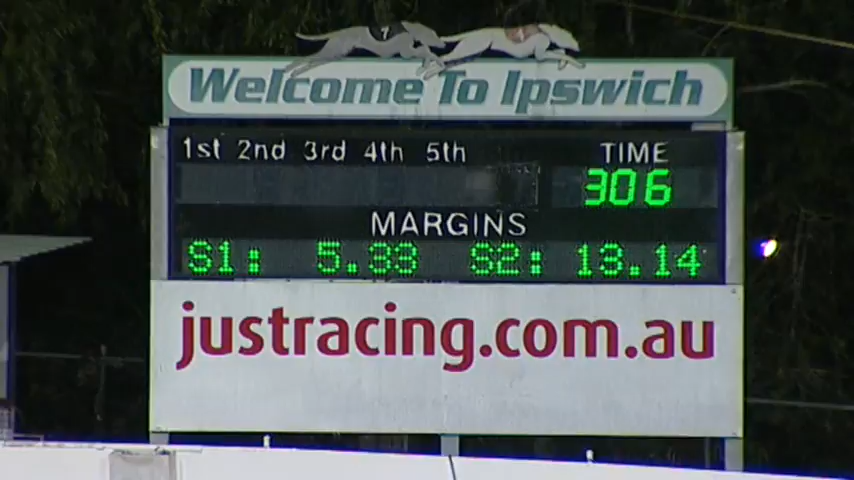 Welcome To Ipswich
1st 2nd 3rd 4th 5th TIME
306
MARGINS
S1: 5.33 S2: 13.14
justracing.com.au